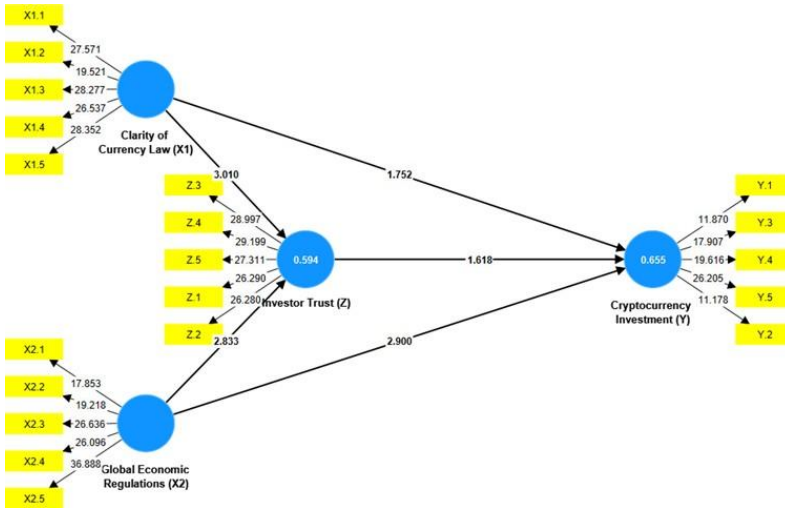 X1.1
27.571
X1.2
19.521
X1.3
28.277
26.537
X1.4
28.352
X1.5
Clarity of
Currency Law (X1)
3.010
1.752
Z.3
28.997
Z.4
29.199
Z.5
27.311
0.594
1.618
26.290
Z.1
26.280
Investor Trust (Z)
Z.2
2.833
2.900
Y.1
11.870
Y.3
17.907
0.655
19.616
Y.4
26.205
Y.5
11.178
Cryptocurrency
Investment (Y)
Y.2
X2.1
17.853
X2.2
19.218
X2.3
26.636
26.096
X2.4
36.888
Global Economic
Regulations (X2)
X2.5